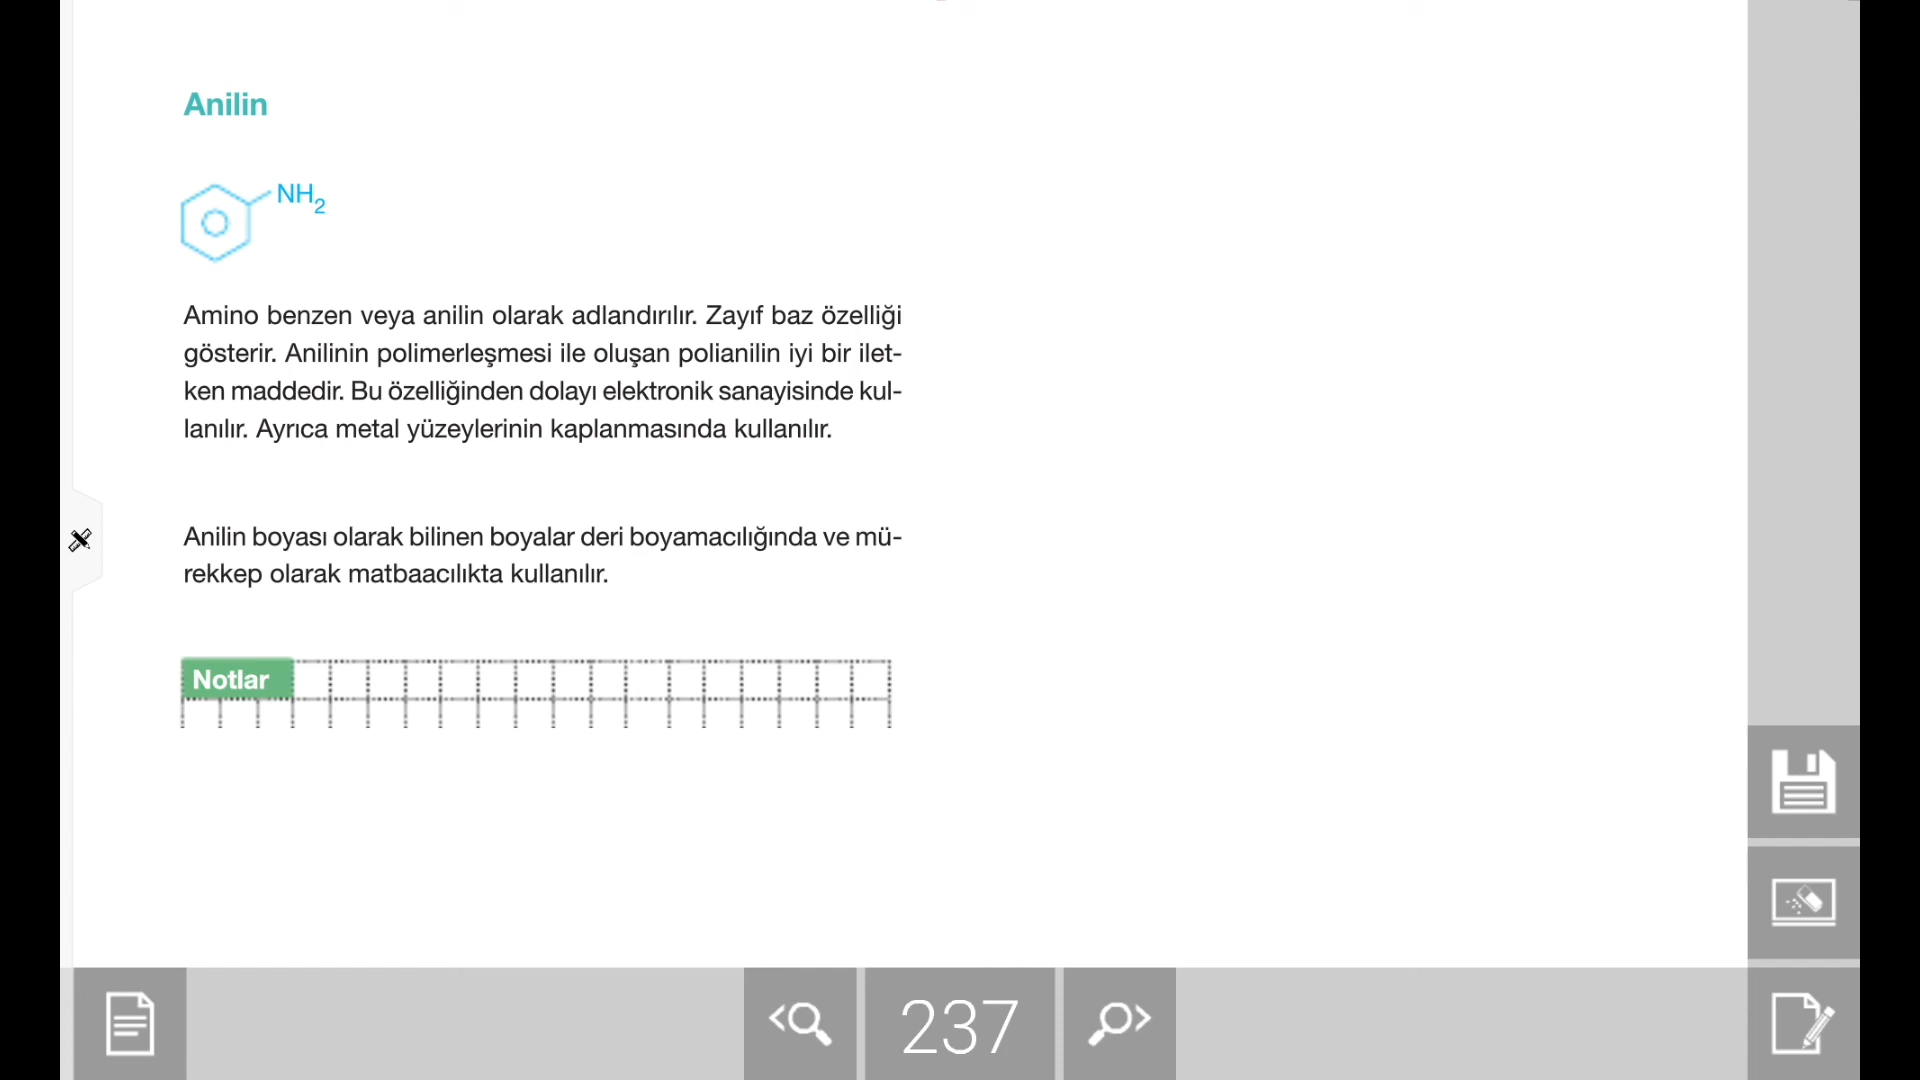 Anilin
NH2
Amino benzen veya anilin olarak adlandırılır. Zayıf baz özelliği
gösterir. Anilinin polimerleşmesi ile oluşan polianilin iyi bir ilet-
ken maddedir. Bu özelliğinden dolayı elektronik sanayisinde kul-
lanılır. Ayrıca metal yüzeylerinin kaplanmasında kullanılır.
Anilin boyası olarak bilinen boyalar deri boyamacılığında ve mü-
rekkep olarak matbaacılıkta kullanılır.
Notlar
237